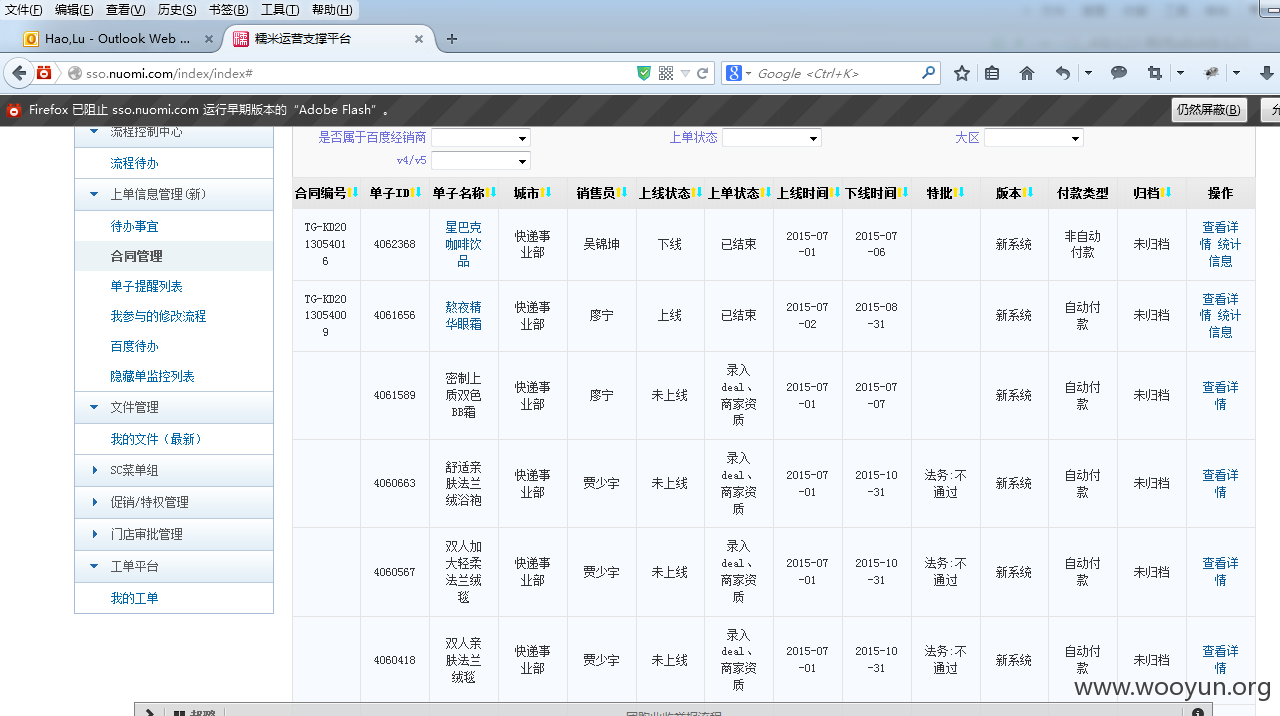 文件(F) 编辑(E) 查看(V) 历史(S) 书签(B) 工具(T) 帮助(H)
Hao,Lu - Outlook Web ... × 糯米运营支撑平台 × +
sso.nuomi.com/index/index# Google <Ctrl+K>
Firefox 已阻止 sso.nuomi.com 运行早期版本的“Adobe Flash”。 仍然屏蔽(B)
流程控制中心
流程待办
上单信息管理(新)
待办事宜
合同管理
单子提醒列表
我参与的修改流程
百度待办
隐藏单监控列表
文件管理
我的文件（最新）
SC菜单组
促销/特权管理
门店审批管理
工单平台
我的工单
是否属于百度经销商 上单状态 大区
v4/v5
合同编号 单子ID 单子名称 城市 销售员 上线状态 上单状态 上线时间 下线时间 特批 版本 付款类型 归档 操作
TG-KD20 星巴克 查看详
1305401 4062368 咖啡饮 快递事 吴锦坤 下线 已结束 2015-07 2015-07 新系统 非自动 未归档 情 统计
6 品 业部 -01 -06 付款 信息
TG-KD20 查看详
1305400 4061656 熬夜精 快递事 廖宁 上线 已结束 2015-07 2015-08 新系统 自动付 未归档 情 统计
9 华眼霜 业部 -02 -31 款 信息
密制上 录入
4061589 质双色 快递事 廖宁 未上线 deal、 2015-07 2015-07 新系统 自动付 未归档 查看详
BB霜 业部 商家资 -01 -07 款 情
质
舒适亲 录入
4060663 肤法兰 快递事 贾少宇 未上线 deal、 2015-07 2015-10 法务:不 新系统 自动付 未归档 查看详
绒浴袍 业部 商家资 -01 -31 通过 款 情
质
双人加 录入
4060567 大轻柔 快递事 贾少宇 未上线 deal、 2015-07 2015-10 法务:不 新系统 自动付 未归档 查看详
法兰绒 业部 商家资 -01 -31 通过 款 情
毯 质
双人亲 录入
4060418 肤法兰 快递事 贾少宇 未上线 deal、 2015-07 2015-10 法务:不 新系统 自动付 未归档 查看详
绒毯 业部 商家资 -01 -31 通过 款 情
质
www.wooyun.org